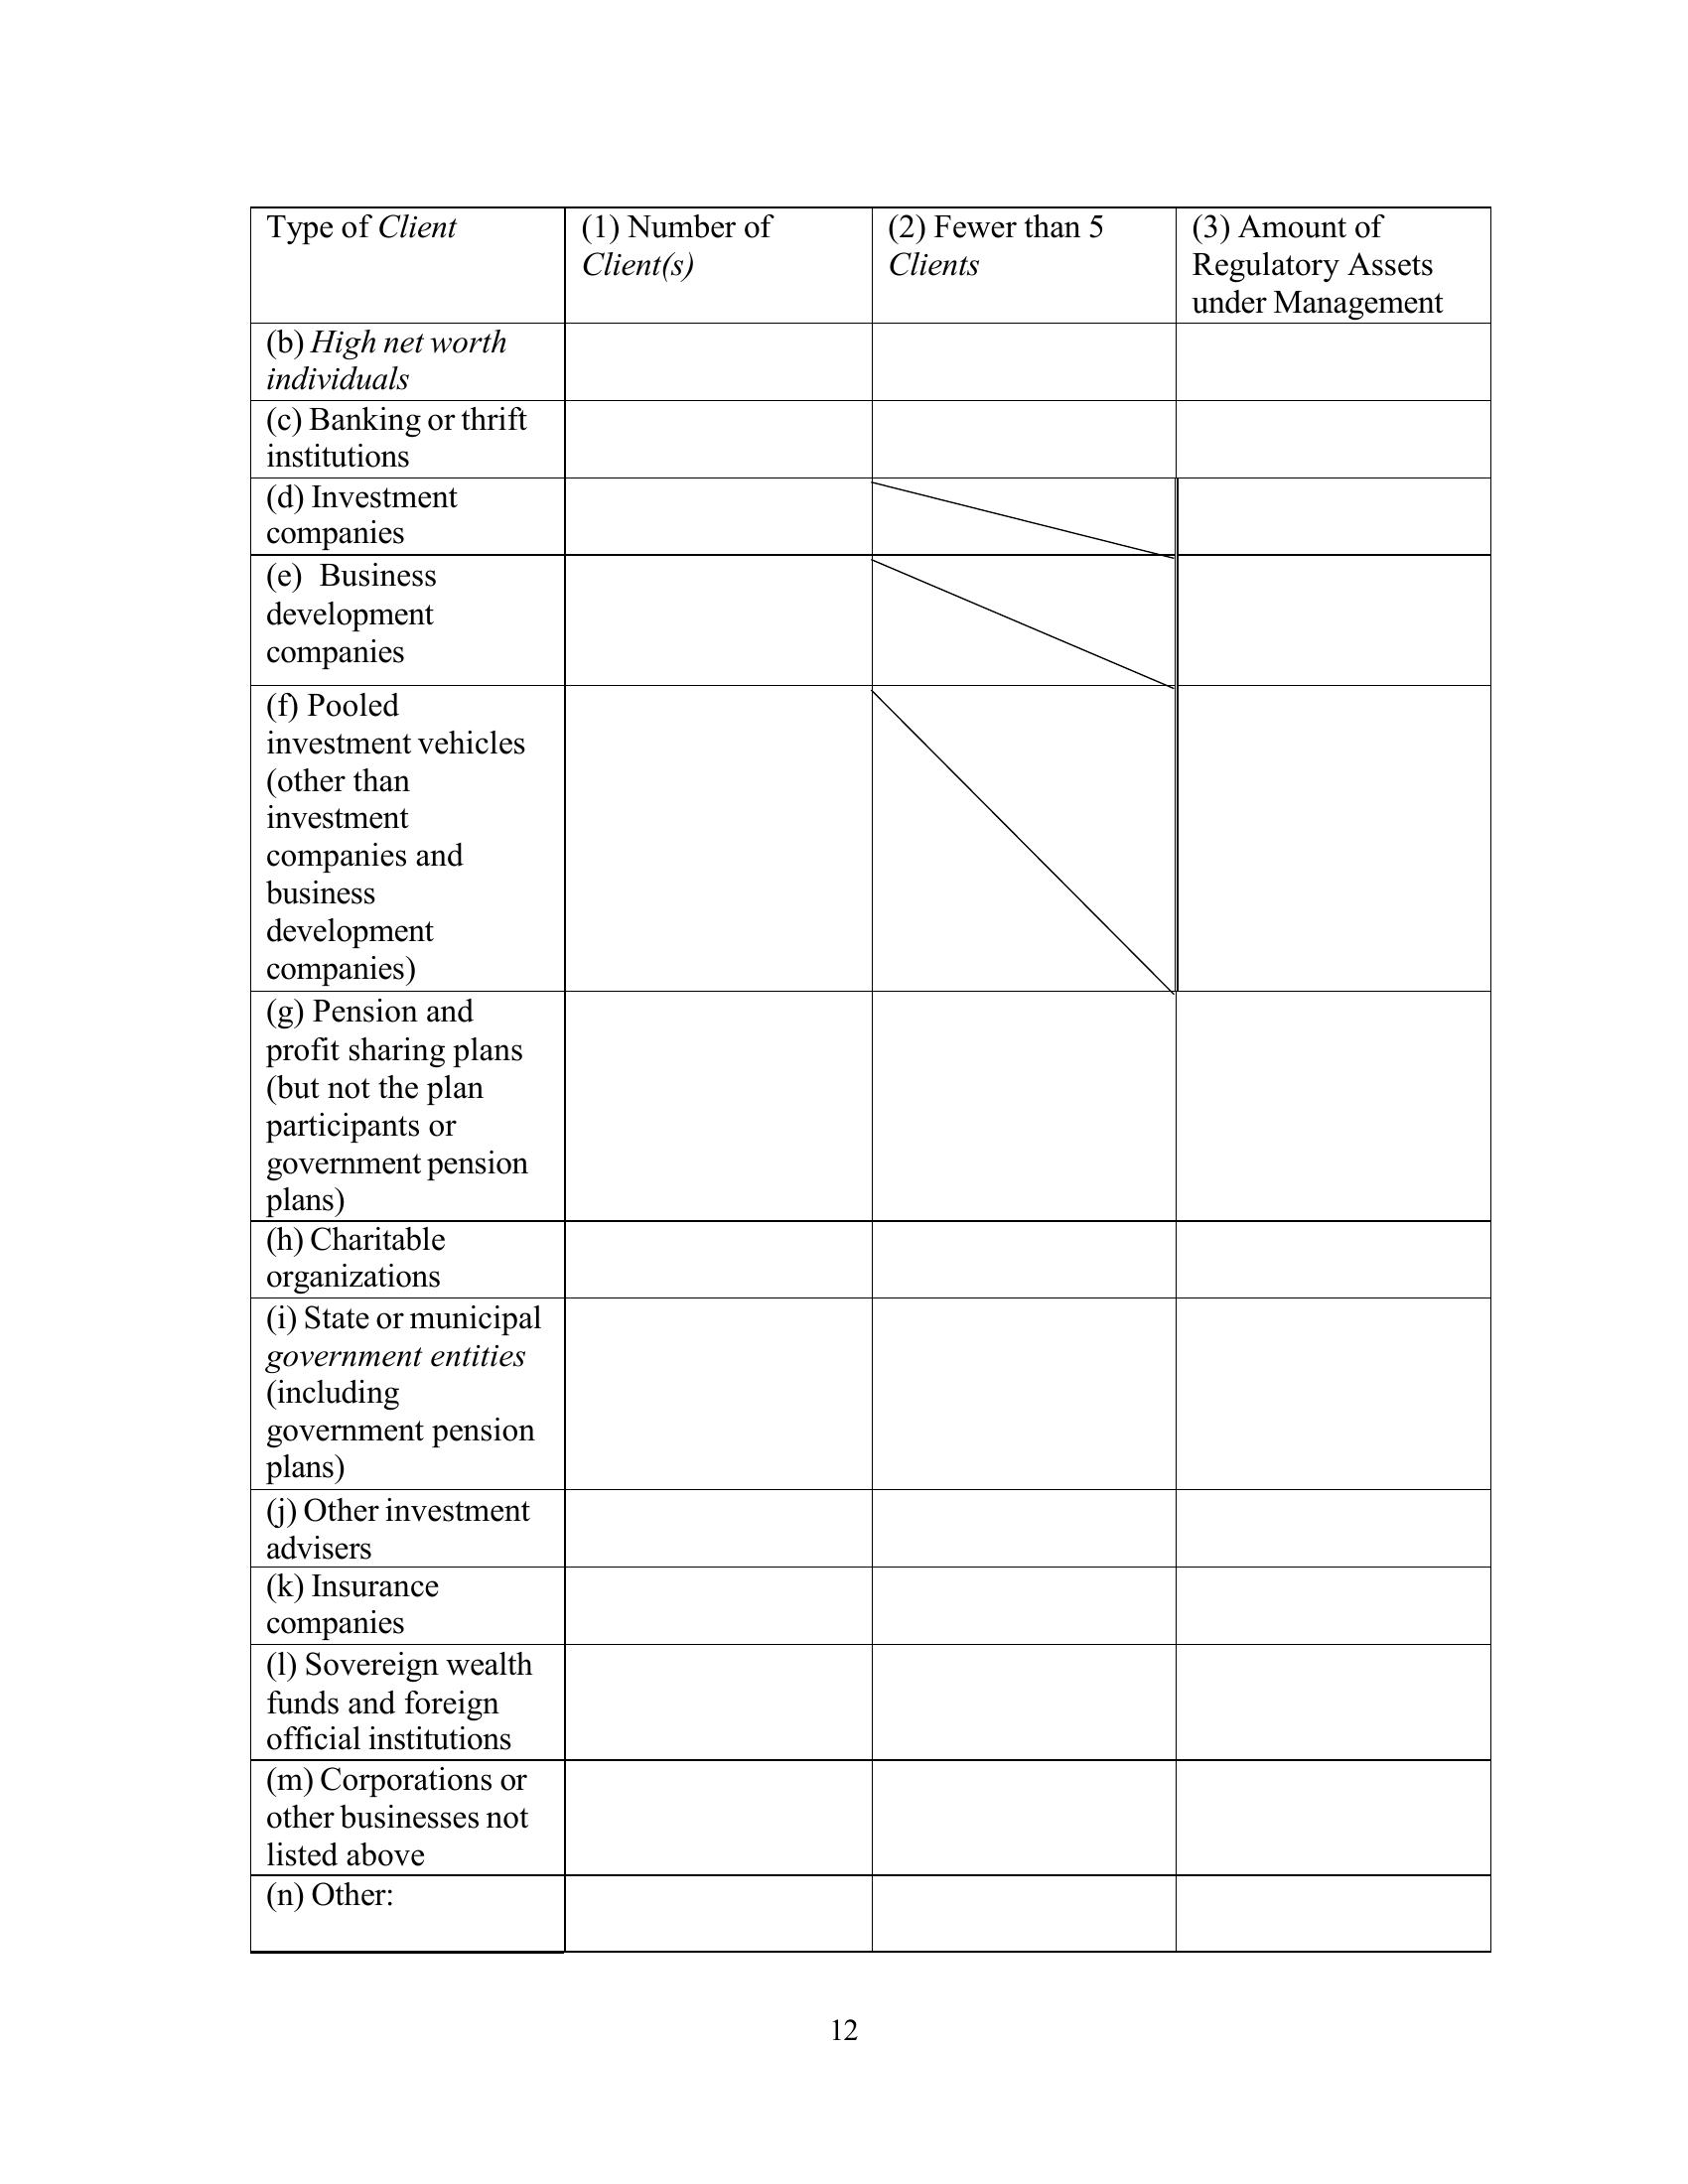 Type of Client
(1) Number of
Client(s)
(2) Fewer than 5
Clients
(3) Amount of
Regulatory Assets
under Management
(b) High net worth
individuals
(c) Banking or thrift
institutions
(d) Investment
companies
(e) Business
development
companies
(f) Pooled
investment vehicles
(other than
investment
companies and
business
development
companies)
(g) Pension and
profit sharing plans
(but not the plan
participants or
government pension
plans)
(h) Charitable
organizations
(i) State or municipal
government entities
(including
government pension
plans)
(j) Other investment
advisers
(k) Insurance
companies
(l) Sovereign wealth
funds and foreign
official institutions
(m) Corporations or
other businesses not
listed above
(n) Other:
12